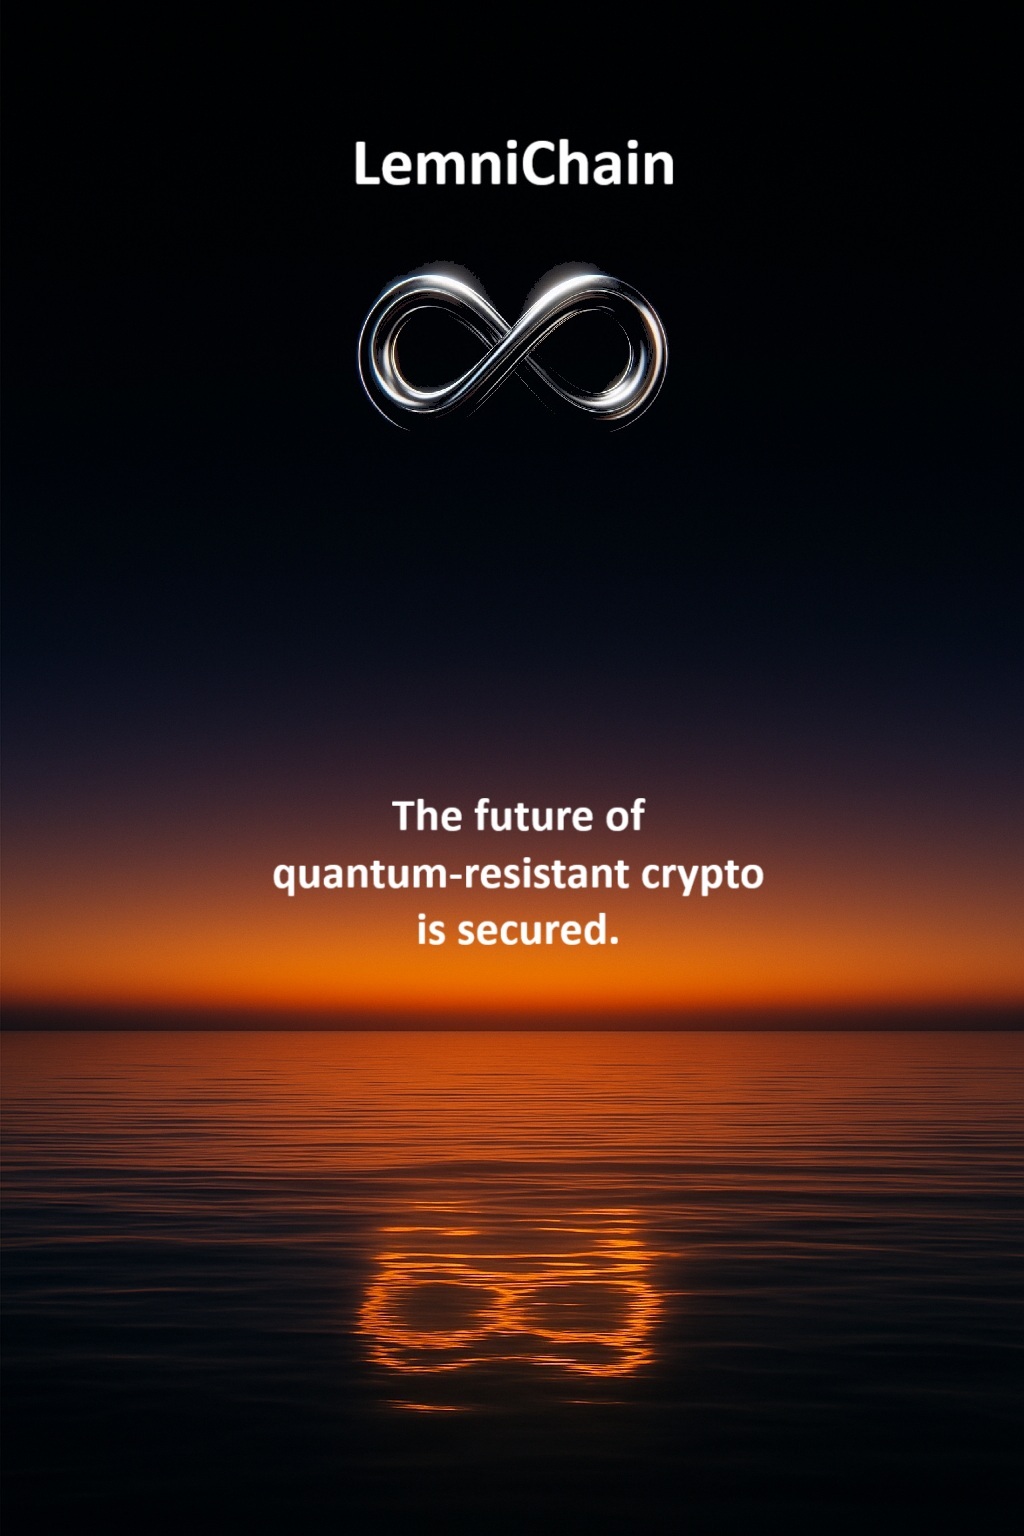 LemniChain
The future of
quantum-resistant crypto
is secured.